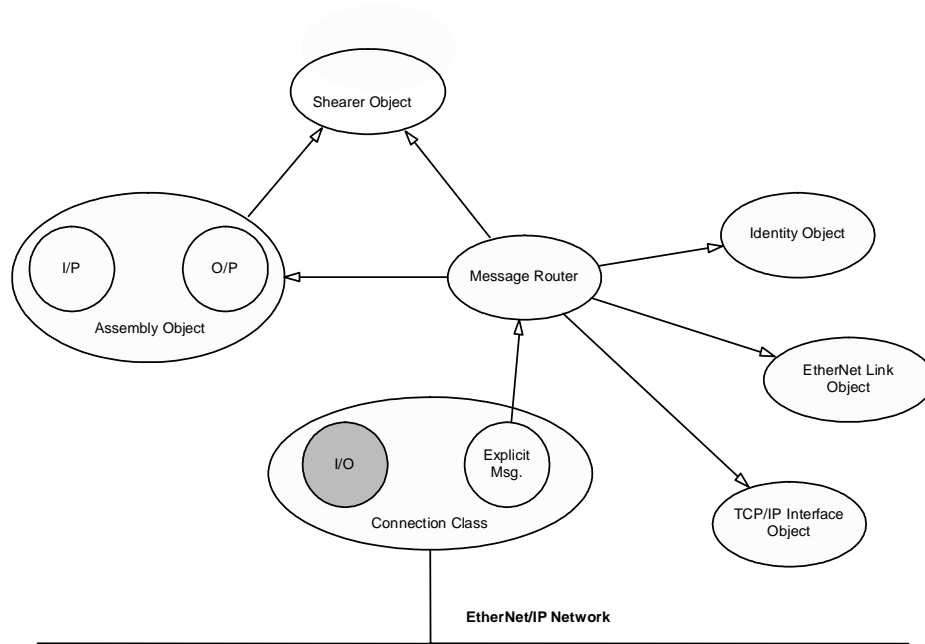 Shearer Object
Identity Object
I/P
O/P
Message Router
Assembly Object
EtherNet Link
Object
I/O
Explicit
Msg.
Connection Class
TCP/IP Interface
Object
EtherNet/IP Network